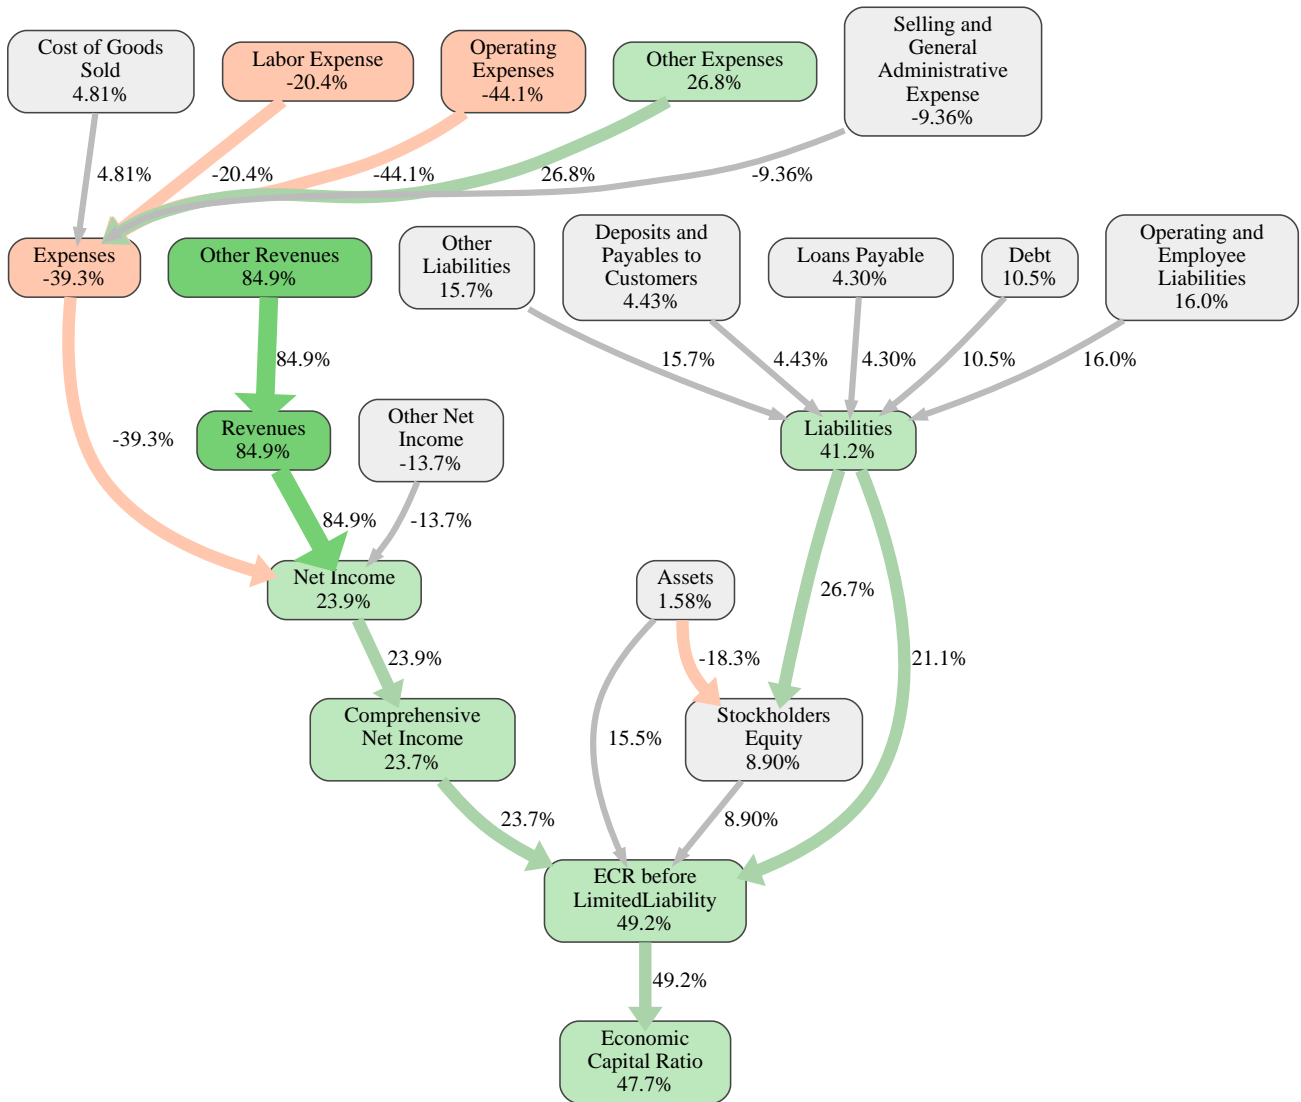 Cost of Goods
Sold
4.81%
Labor Expense
-20.4%
Operating
Expenses
-44.1%
Other Expenses
26.8%
Selling and
General
Administrative
Expense
-9.36%
4.81%
-20.4%
-44.1%
26.8%
-9.36%
Expenses
-39.3%
Other Revenues
84.9%
Other
Liabilities
15.7%
Deposits and
Payables to
Customers
4.43%
Loans Payable
4.30%
Debt
10.5%
Operating and
Employee
Liabilities
16.0%
84.9%
15.7%
4.43%
4.30%
10.5%
16.0%
-39.3%
Revenues
84.9%
Other Net
Income
-13.7%
Liabilities
41.2%
84.9%
-13.7%
Net Income
23.9%
Assets
1.58%
26.7%
23.9%
-18.3%
21.1%
Comprehensive
Net Income
23.7%
15.5%
Stockholders
Equity
8.90%
23.7%
8.90%
ECR before
LimitedLiability
49.2%
49.2%
Economic
Capital Ratio
47.7%